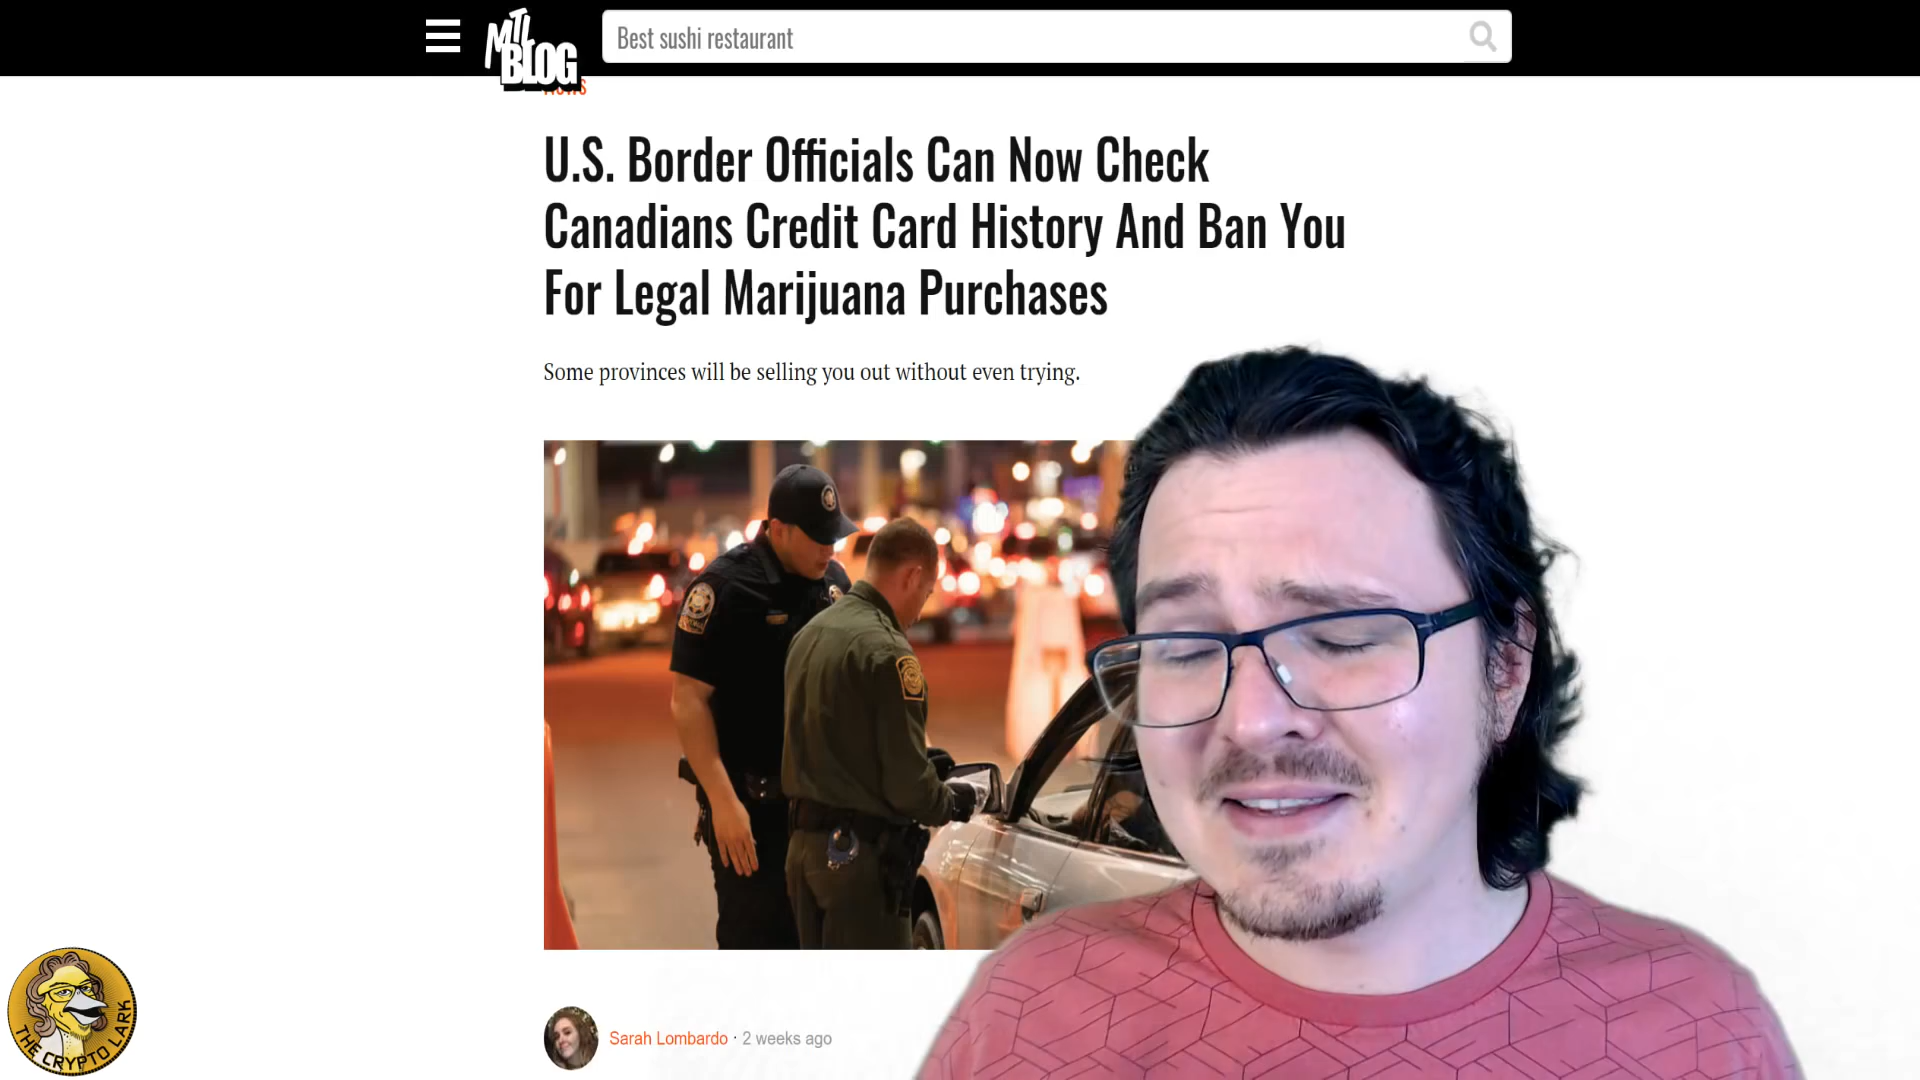 MTL
BLOG
Best sushi restaurant
NEWS
U.S. Border Officials Can Now Check
Canadians Credit Card History And Ban You
For Legal Marijuana Purchases
Some provinces will be selling you out without even trying.
Sarah Lombardo · 2 weeks ago
THE CRYPTO LARK